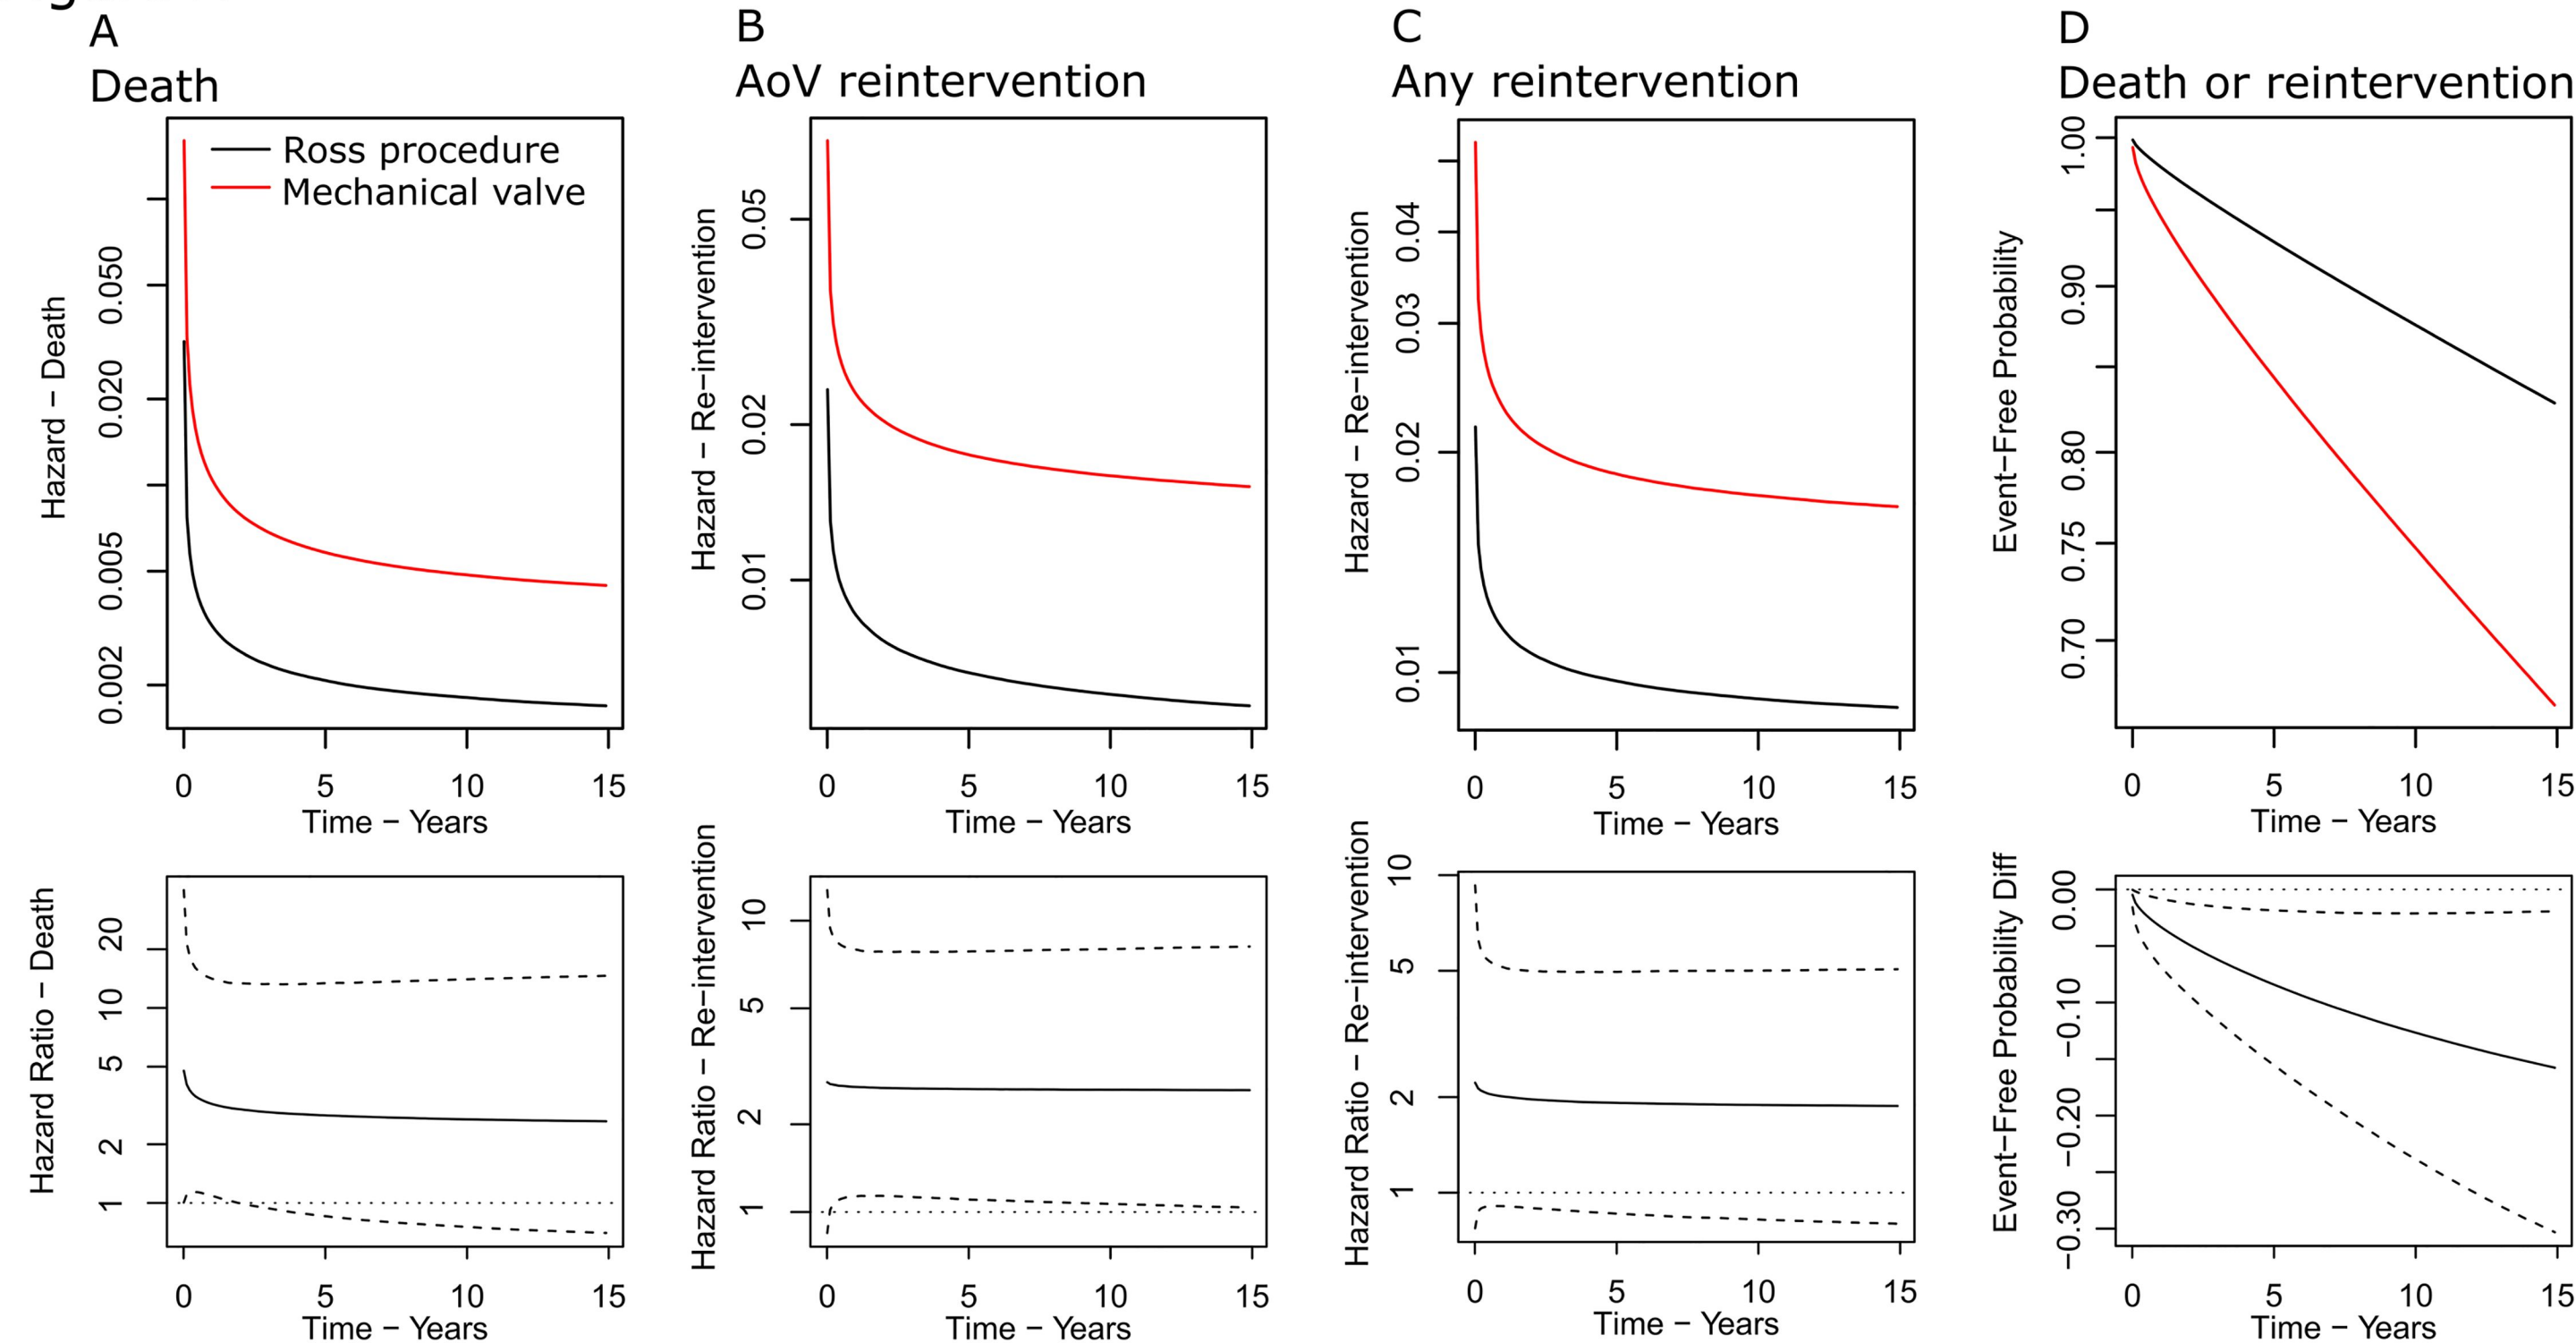 A
Death
Ross procedure
Mechanical valve
Hazard − Death
0.050
0.020
0.005
0.002
0 5 10 15
Time − Years
B
AoV reintervention
Hazard − Re−intervention
0.05
0.02
0.01
0 5 10 15
Time − Years
C
Any reintervention
Hazard − Re−intervention
0.04
0.03
0.02
0.01
0 5 10 15
Time − Years
D
Death or reintervention
Event−Free Probability
1.00
0.90
0.80
0.75
0.70
0 5 10 15
Time − Years
Hazard Ratio − Death
20
10
5
2
1
0 5 10 15
Time − Years
Hazard Ratio − Re−intervention
10
5
2
1
0 5 10 15
Time − Years
Hazard Ratio − Re−intervention
10
5
2
1
0 5 10 15
Time − Years
Event−Free Probability Diff
0.00
−0.10
−0.20
−0.30
0 5 10 15
Time − Years